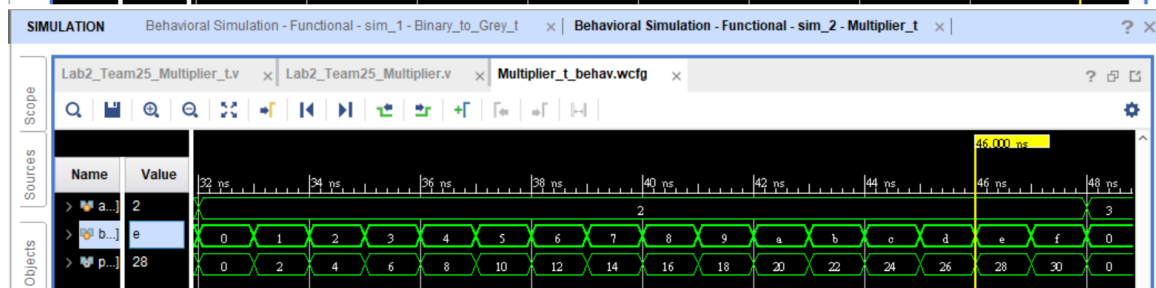 SIMULATION Behavioral Simulation - Functional - sim_1 - Binary_to_Grey_t × Behavioral Simulation - Functional - sim_2 - Multiplier_t × ? ×
Lab2_Team25_Multiplier_t.v × Lab2_Team25_Multiplier.v × Multiplier_t_behav.wcfg × ?
Scope
Sources
Objects
46.000 ns
Name Value 32 ns 34 ns 36 ns 38 ns 40 ns 42 ns 44 ns 46 ns 48 ns
a...] 2 2 3
b...] e 0 1 2 3 4 5 6 7 8 9 a b c d e f 0
p...] 28 0 2 4 6 8 10 12 14 16 18 20 22 24 26 28 30 0